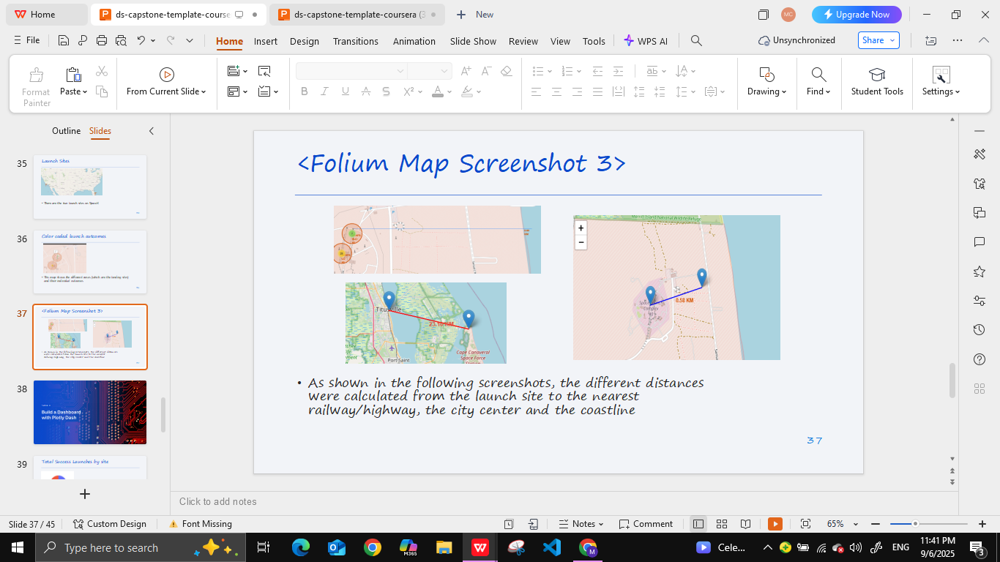 Home
ds-capstone-template-course
ds-capstone-template-coursera (3
New
MC
Upgrade Now
File
Home
Insert
Design
Transitions
Animation
Slide Show
Review
View
Tools
WPS AI
Unsynchronized
Share
Format Painter
Paste
From Current Slide
Drawing
Find
Student Tools
Settings
Outline
Slides
35
Launch Sites
36
Color coded launch outcomes
37
<Folium Map Screenshot 3>
38
Build a Dashboard
with Plotly Dash
39
Total Success Launches by site
<Folium Map Screenshot 3>
Merritt Island National Wildlife Refuge
+
−
0.58 KM
Titusville
Port Saint
Cape Canaveral
Space Force
• As shown in the following screenshots, the different distances
were calculated from the launch site to the nearest
railway/highway, the city center and the coastline
37
Click to add notes
Slide 37 / 45
Custom Design
Font Missing
Notes
Comment
65%
Type here to search
M365
Cele...
ENG
11:41 PM
9/6/2025
3